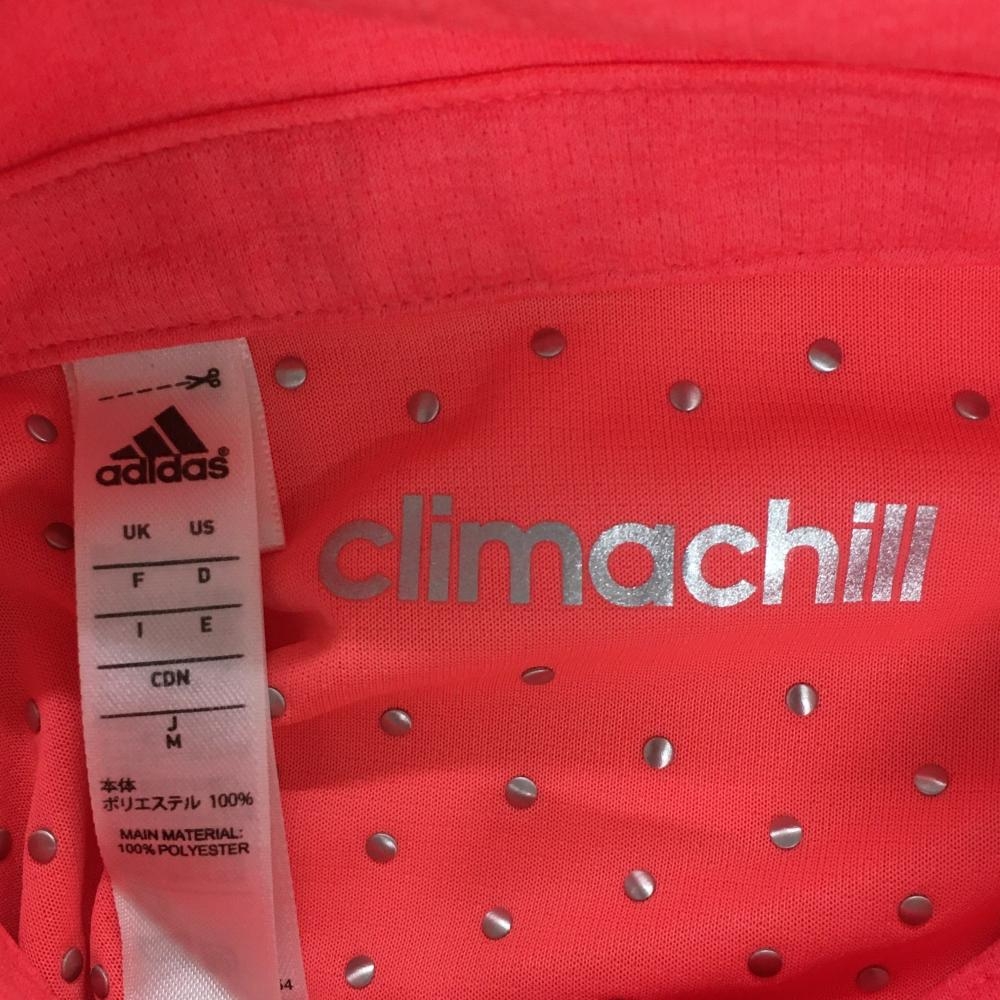 adidas®
UK US
F D
I E
CDN
J
M
本体
ポリエステル 100%
MAIN MATERIAL:
100% POLYESTER
climachill